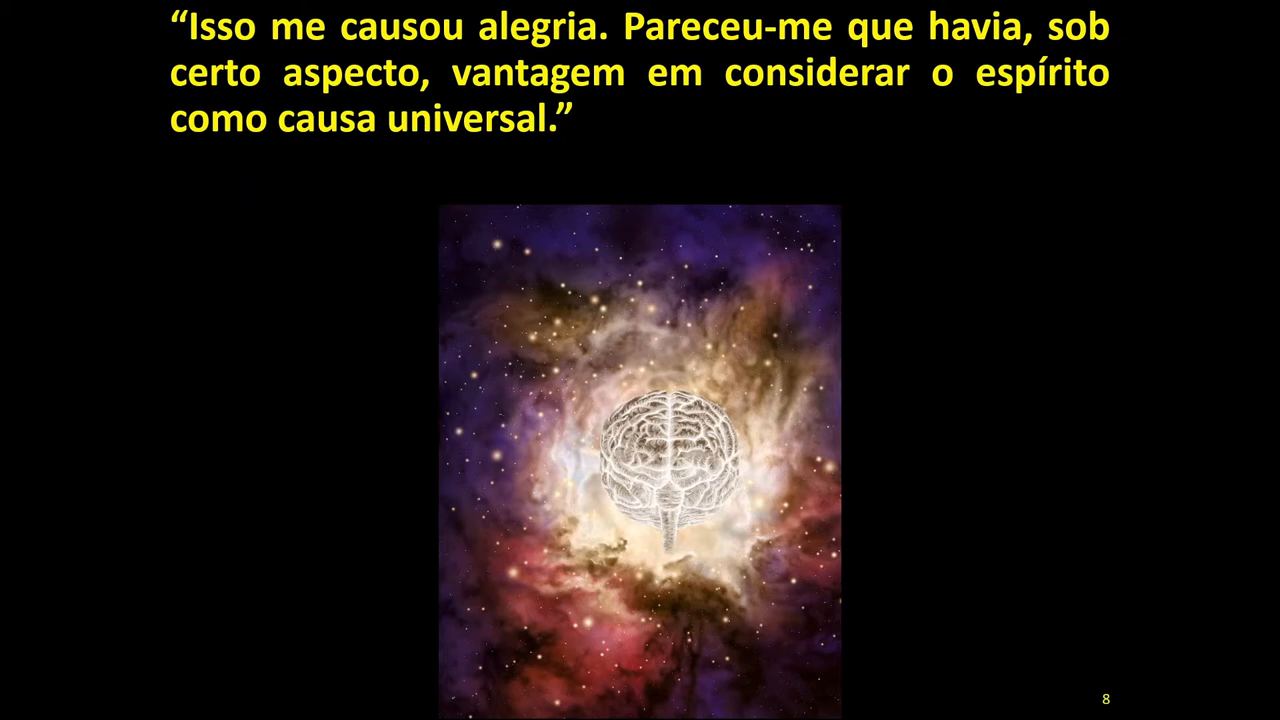 “Isso me causou alegria. Pareceu-me que havia, sob
certo aspecto, vantagem em considerar o espírito
como causa universal.”
8